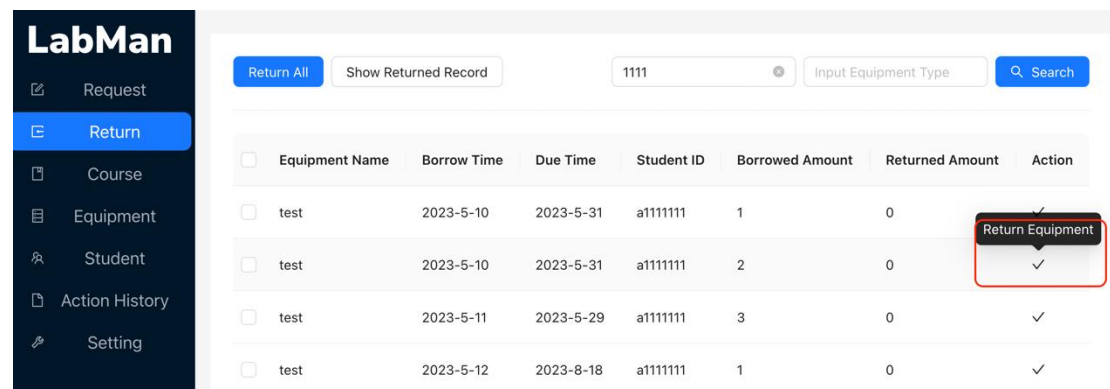 LabMan
Request
Return
Course
Equipment
Student
Action History
Setting
Return All Show Returned Record 1111 Input Equipment Type Search
Equipment Name Borrow Time Due Time Student ID Borrowed Amount Returned Amount Action
test 2023-5-10 2023-5-31 a1111111 1 0
Return Equipment
test 2023-5-10 2023-5-31 a1111111 2 0
test 2023-5-11 2023-5-29 a1111111 3 0
test 2023-5-12 2023-8-18 a1111111 1 0